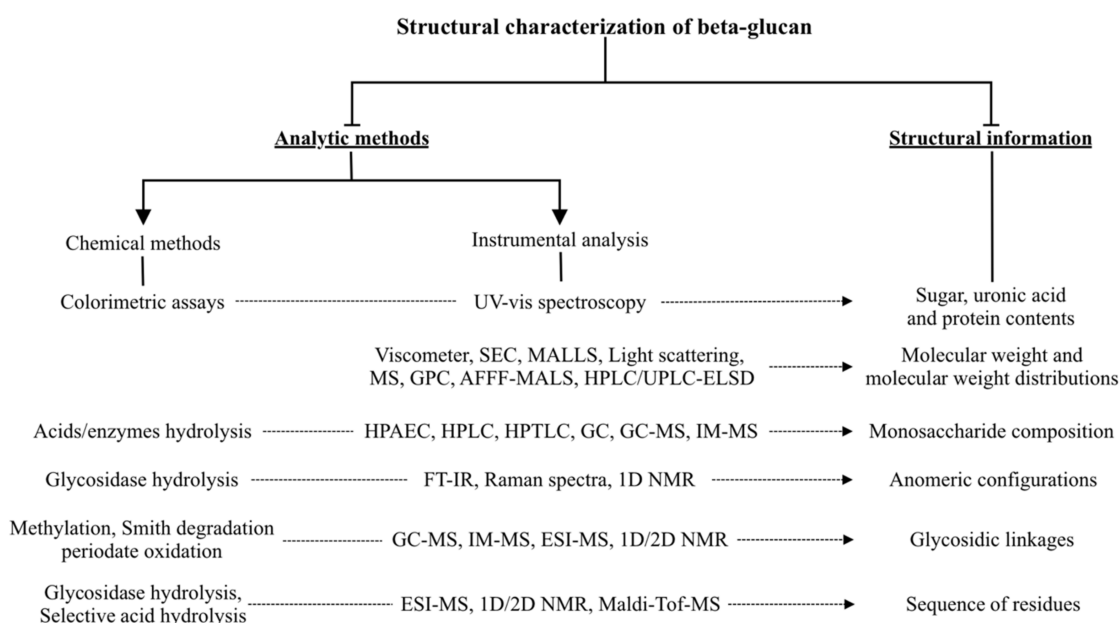 Structural characterization of beta-glucan
Analytic methods
Structural information
Chemical methods
Instrumental analysis
Colorimetric assays
UV-vis spectroscopy
Sugar, uronic acid
and protein contents
Viscometer, SEC, MALLS, Light scattering,
MS, GPC, AFFF-MALS, HPLC/UPLC-ELSD
Molecular weight and
molecular weight distributions
Acids/enzymes hydrolysis
HPAEC, HPLC, HPTLC, GC, GC-MS, IM-MS
Monosaccharide composition
Glycosidase hydrolysis
FT-IR, Raman spectra, 1D NMR
Anomeric configurations
Methylation, Smith degradation
periodate oxidation
GC-MS, IM-MS, ESI-MS, 1D/2D NMR
Glycosidic linkages
Glycosidase hydrolysis,
Selective acid hydrolysis
ESI-MS, 1D/2D NMR, Maldi-Tof-MS
Sequence of residues